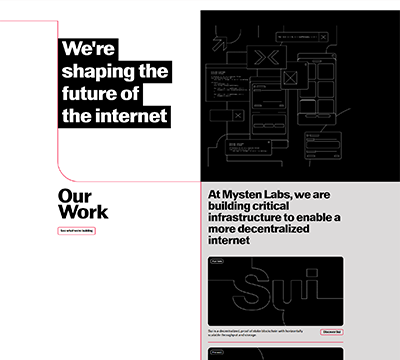 We're
shaping the
future of
the internet
Our
Work
See what we're building
At Mysten Labs, we are
building critical
infrastructure to enable a
more decentralized
internet
Sui
Sui is a decentralized, proof of stake blockchain with horizontally
scalable throughput and storage
Discover Sui